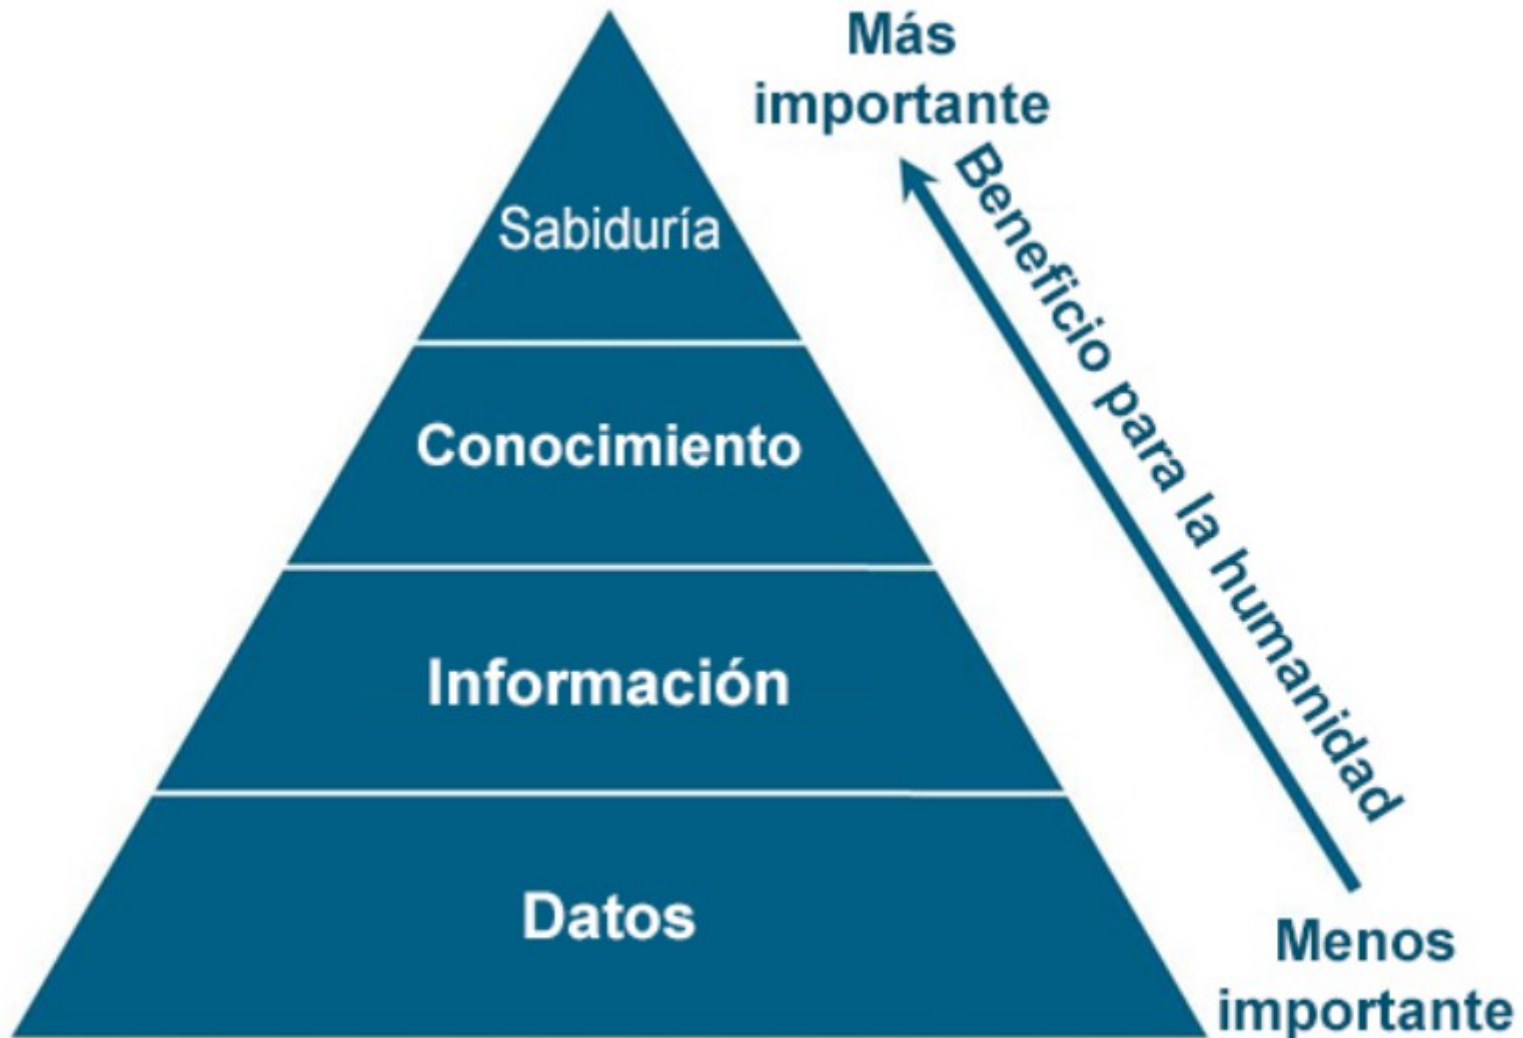 Más
importante
Beneficio para la humanidad
Sabiduría
Conocimiento
Información
Datos
Menos
importante